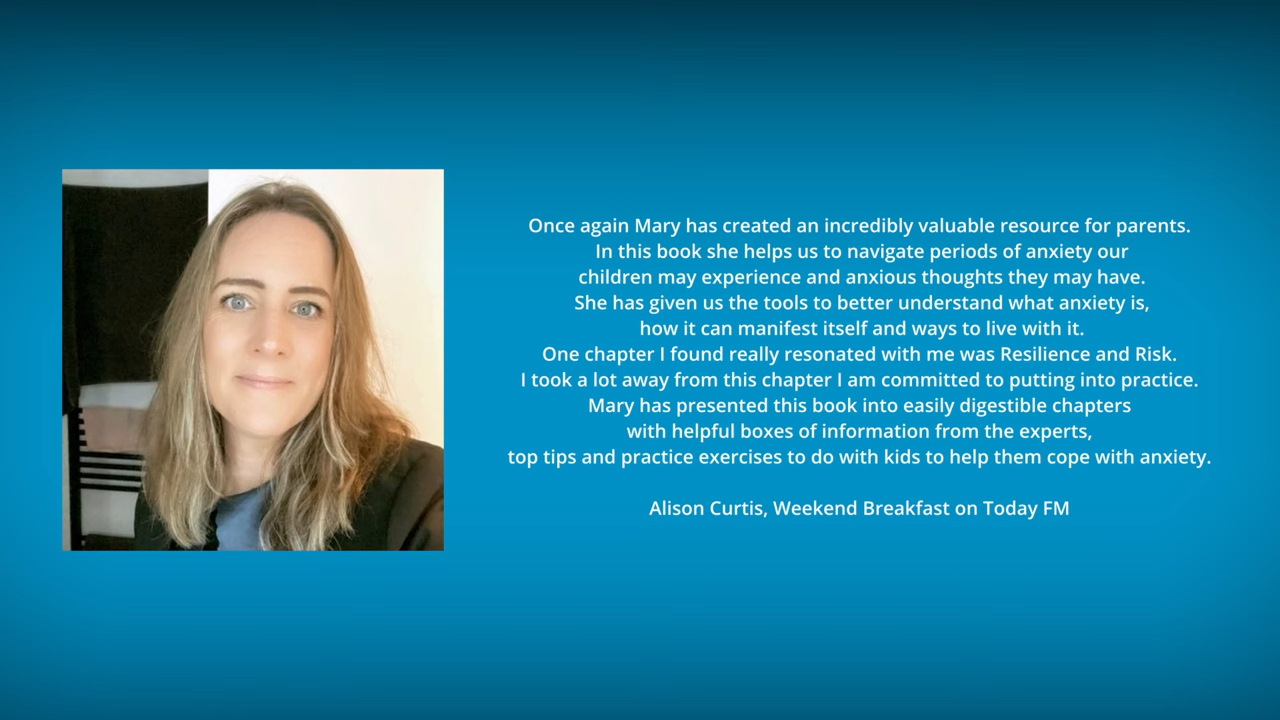 Once again Mary has created an incredibly valuable resource for parents.
In this book she helps us to navigate periods of anxiety our
children may experience and anxious thoughts they may have.
She has given us the tools to better understand what anxiety is,
how it can manifest itself and ways to live with it.
One chapter I found really resonated with me was Resilience and Risk.
I took a lot away from this chapter I am committed to putting into practice.
Mary has presented this book into easily digestible chapters
with helpful boxes of information from the experts,
top tips and practice exercises to do with kids to help them cope with anxiety.
Alison Curtis, Weekend Breakfast on Today FM